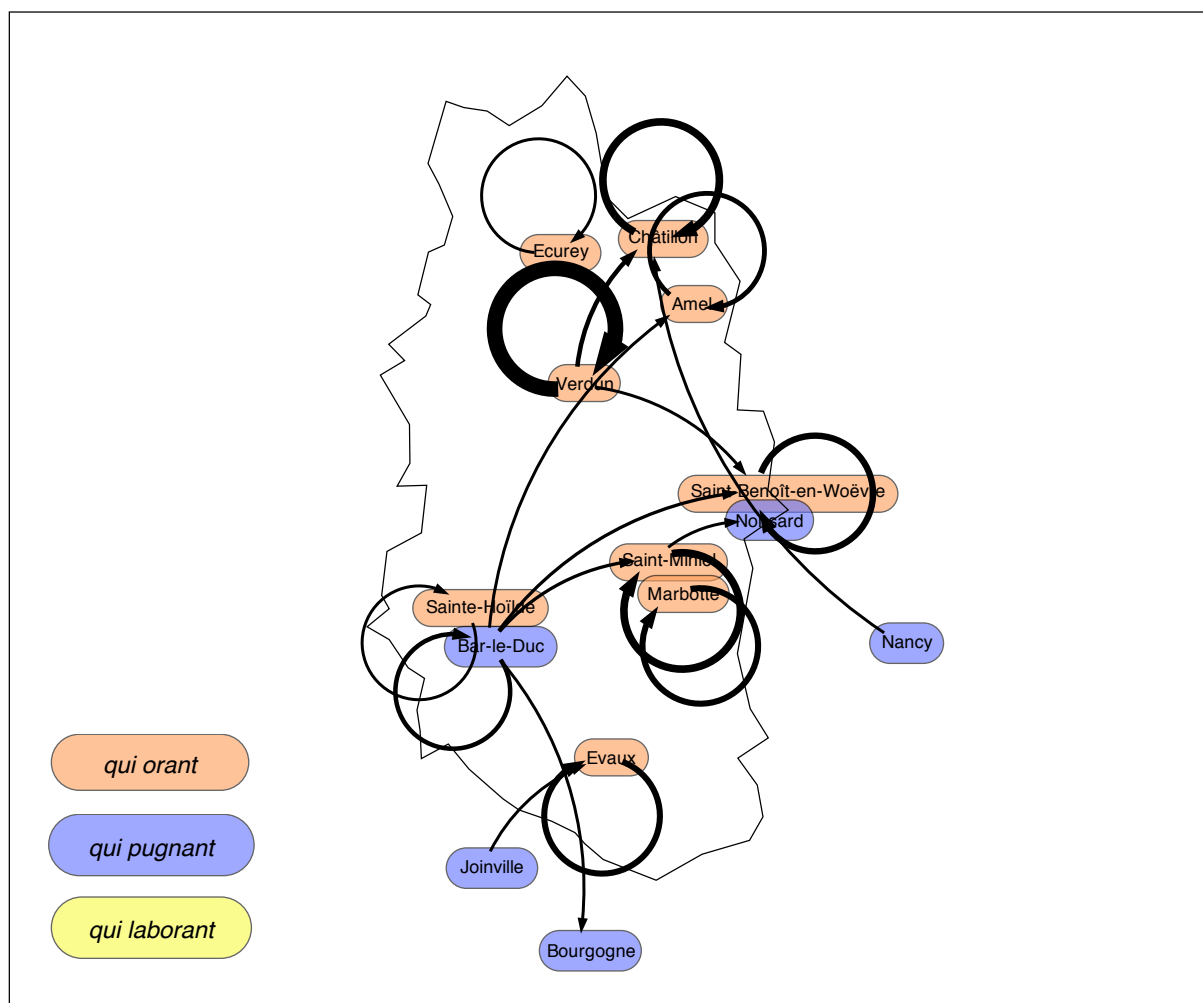 Châtillon
Ecurey
Amel
Verdun
Saint-Benoît-en-Woëvre
Nonsard
Saint-Mihiel
Marbotte
Sainte-Hoïlde
Bar-le-Duc
Nancy
Evaux
qui orant
qui pugnant
Joinville
qui laborant
Bourgogne